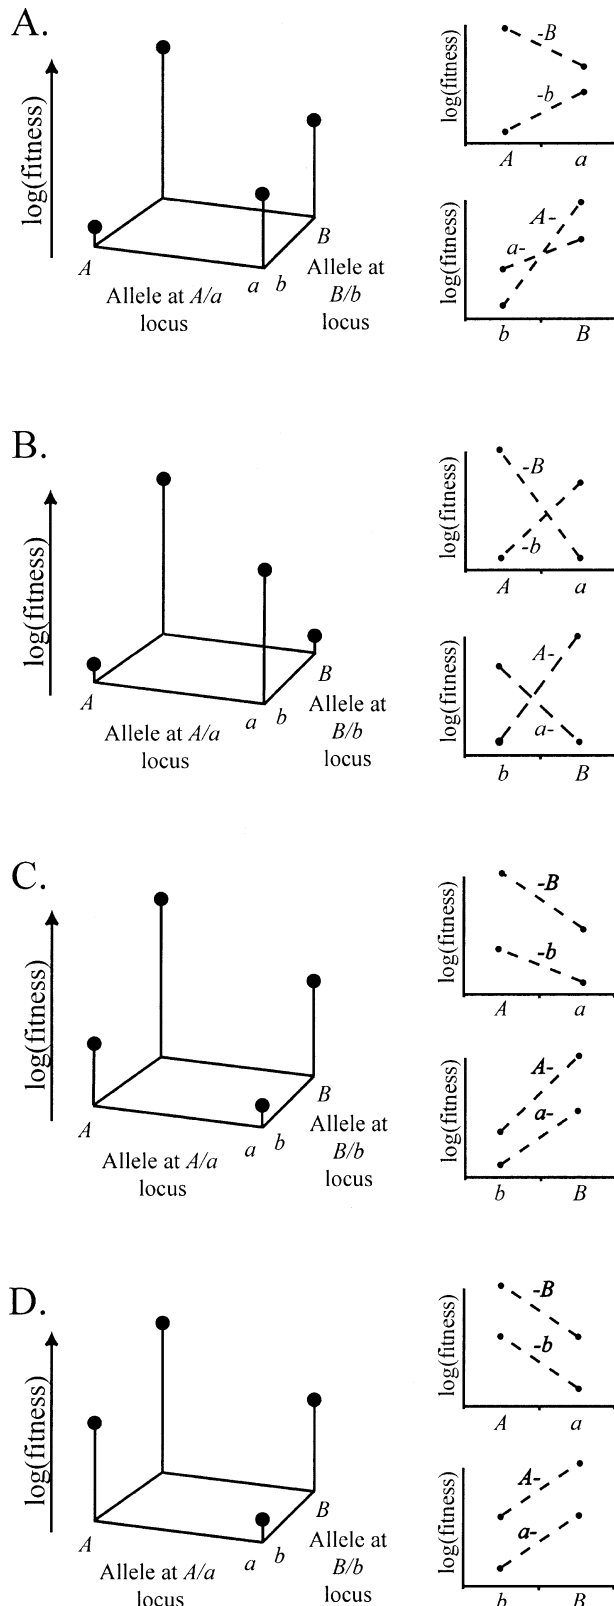 A.
log(fitness)
A
Allele at A/a
locus
a
b
B
Allele at
B/b
locus
log(fitness)
-B
-b
A
a
log(fitness)
A-
a-
b
B
B.
log(fitness)
A
Allele at A/a
locus
a
b
B
Allele at
B/b
locus
log(fitness)
-B
-b
A
a
log(fitness)
A-
a-
b
B
C.
log(fitness)
A
Allele at A/a
locus
a
b
B
Allele at
B/b
locus
log(fitness)
-B
-b
A
a
log(fitness)
A-
a-
b
B
D.
log(fitness)
A
Allele at A/a
locus
a
b
B
Allele at
B/b
locus
log(fitness)
-B
-b
A
a
log(fitness)
A-
a-
b
B